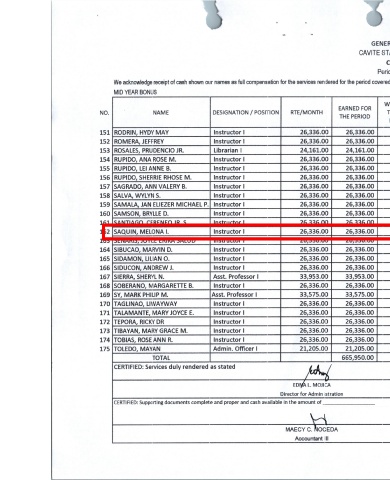 GENER
CAVITE STA
C
Perio
We acknowledge receipt of cash shown our names as full compensation for the services rendered for the period covered
MID YEAR BONUS
NO. NAME DESIGNATION / POSITION RTE/MONTH EARNED FOR THE PERIOD
151 RODRIN, HYDY MAY Instructor I 26,336.00 26,336.00
152 ROMERA, JEFFREY Instructor I 26,336.00 26,336.00
153 ROSALES, PRUDENCIO JR. Librarian I 24,161.00 24,161.00
154 RUPIDO, ANA ROSE M. Instructor I 26,336.00 26,336.00
155 RUPIDO, LEI ANNE B. Instructor I 26,336.00 26,336.00
156 RUPIDO, SHERRIE RHOSE M. Instructor I 26,336.00 26,336.00
157 SAGRADO, ANN VALERY B. Instructor I 26,336.00 26,336.00
158 SALVA, WYLYN S. Instructor I 26,336.00 26,336.00
159 SAMALA, JAN EUEZER MICHAEL P. Instructor I 26,336.00 26,336.00
160 SAMSON, BRYLLE D. Instructor I 26,336.00 26,336.00
161 SANTIAGO, CEFENEO JR. S. Instructor I 26,336.00 26,336.00
162 SAQUIN, MELONA I. Instructor I 26,336.00 26,336.00
163 Instructor I 26,336.00 26,336.00
164 SIBUCAO, MARVIN D. Instructor I 26,336.00 26,336.00
165 SIDAMON, LILIAN O. Instructor I 26,336.00 26,336.00
166 SIDUCON, ANDREW J. Instructor I 26,336.00 26,336.00
167 SIERRA, SHERYL N. Asst. Professor I 33,953.00 33,953.00
168 SOBERANO, MARGARETTE B. Instructor I 26,336.00 26,336.00
169 SY, MARK PHILIP M. Asst. Professor I 33,575.00 33,575.00
170 TAGLINAO, LIWAYWAY Instructor I 26,336.00 26,336.00
171 TALAMANTE, MARY JOYCE E. Instructor I 26,336.00 26,336.00
172 TEPORA, RICKY DR Instructor I 26,336.00 26,336.00
173 TIBAYAN, MARY GRACE M. Instructor I 26,336.00 26,336.00
174 TOBIAS, ROSE ANN R. Instructor I 26,336.00 26,336.00
175 TOLEDO, MAYAN Admin. Officer I 21,205.00 21,205.00
TOTAL 665,950.00
CERTIFIED: Services duly rendered as stated
EDNA L. MOJICA
Director for Admin stration
CERTIFIED: Supporting documents complete and proper and cash available in the amount of
MAECY C. NOCEDA
Accountant III